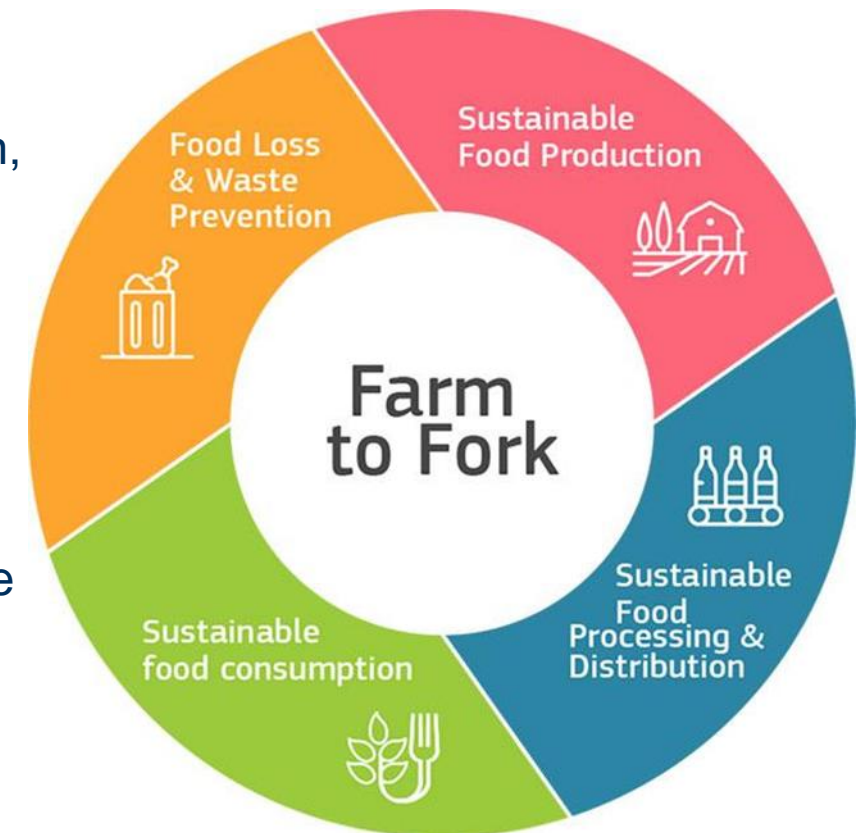 n,
e
Food Loss
& Waste
Prevention
Sustainable
Food Production
Farm
to Fork
Sustainable
Food
Processing &
Distribution
Sustainable
food consumption